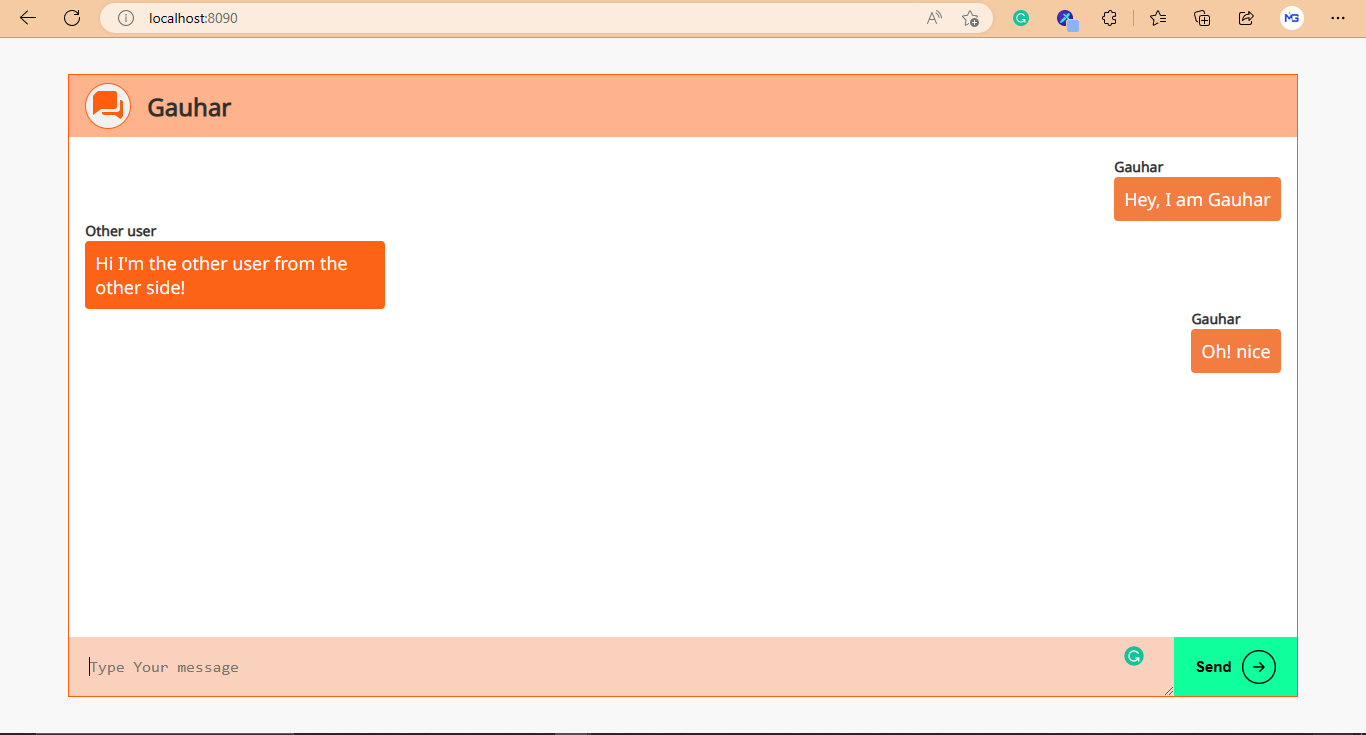 localhost:8090
MG
Gauhar
Gauhar
Hey, I am Gauhar
Other user
Hi I'm the other user from the
other side!
Gauhar
Oh! nice
Type Your message
Send